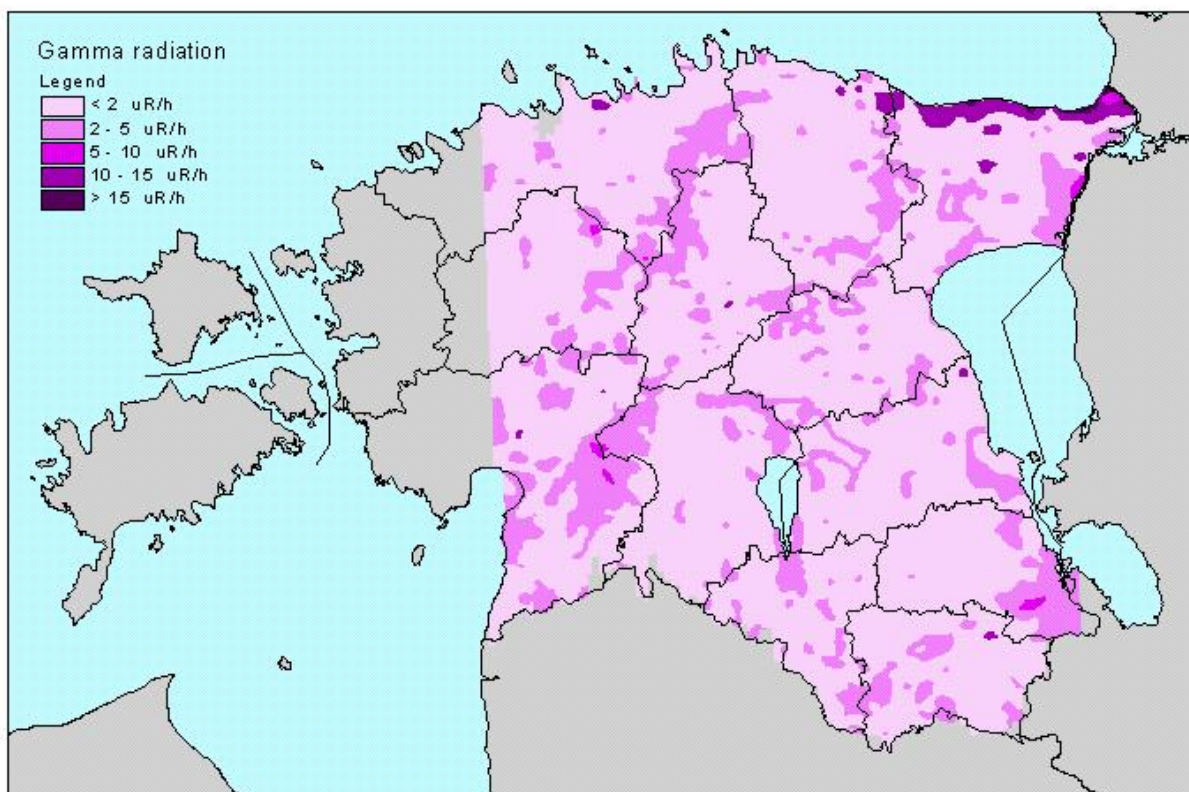 Gamma radiation
Legend
< 2 uR/h
2 - 5 uR/h
5 - 10 uR/h
10 - 15 uR/h
> 15 uR/h